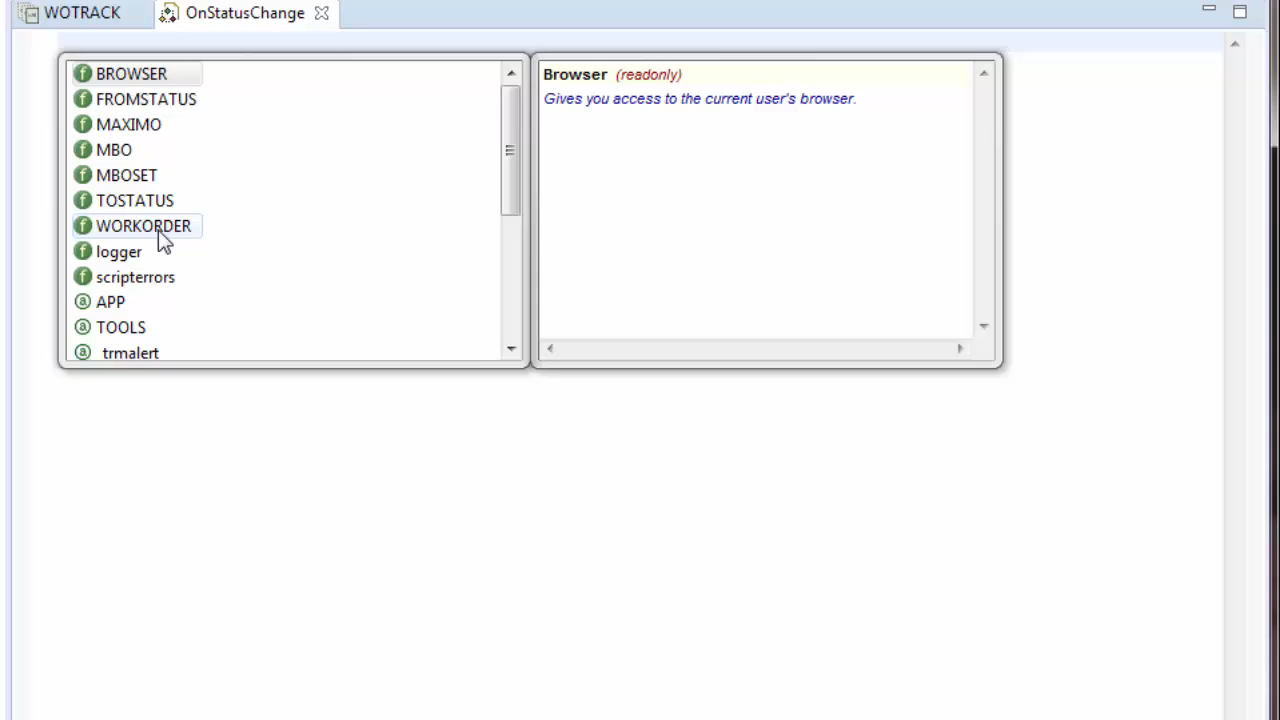 WOTRACK
OnStatusChange
BROWSER
FROMSTATUS
MAXIMO
MBO
MBOSET
TOSTATUS
WORKORDER
logger
scripterrors
APP
TOOLS
_trmalert
Browser (readonly)
Gives you access to the current user's browser.